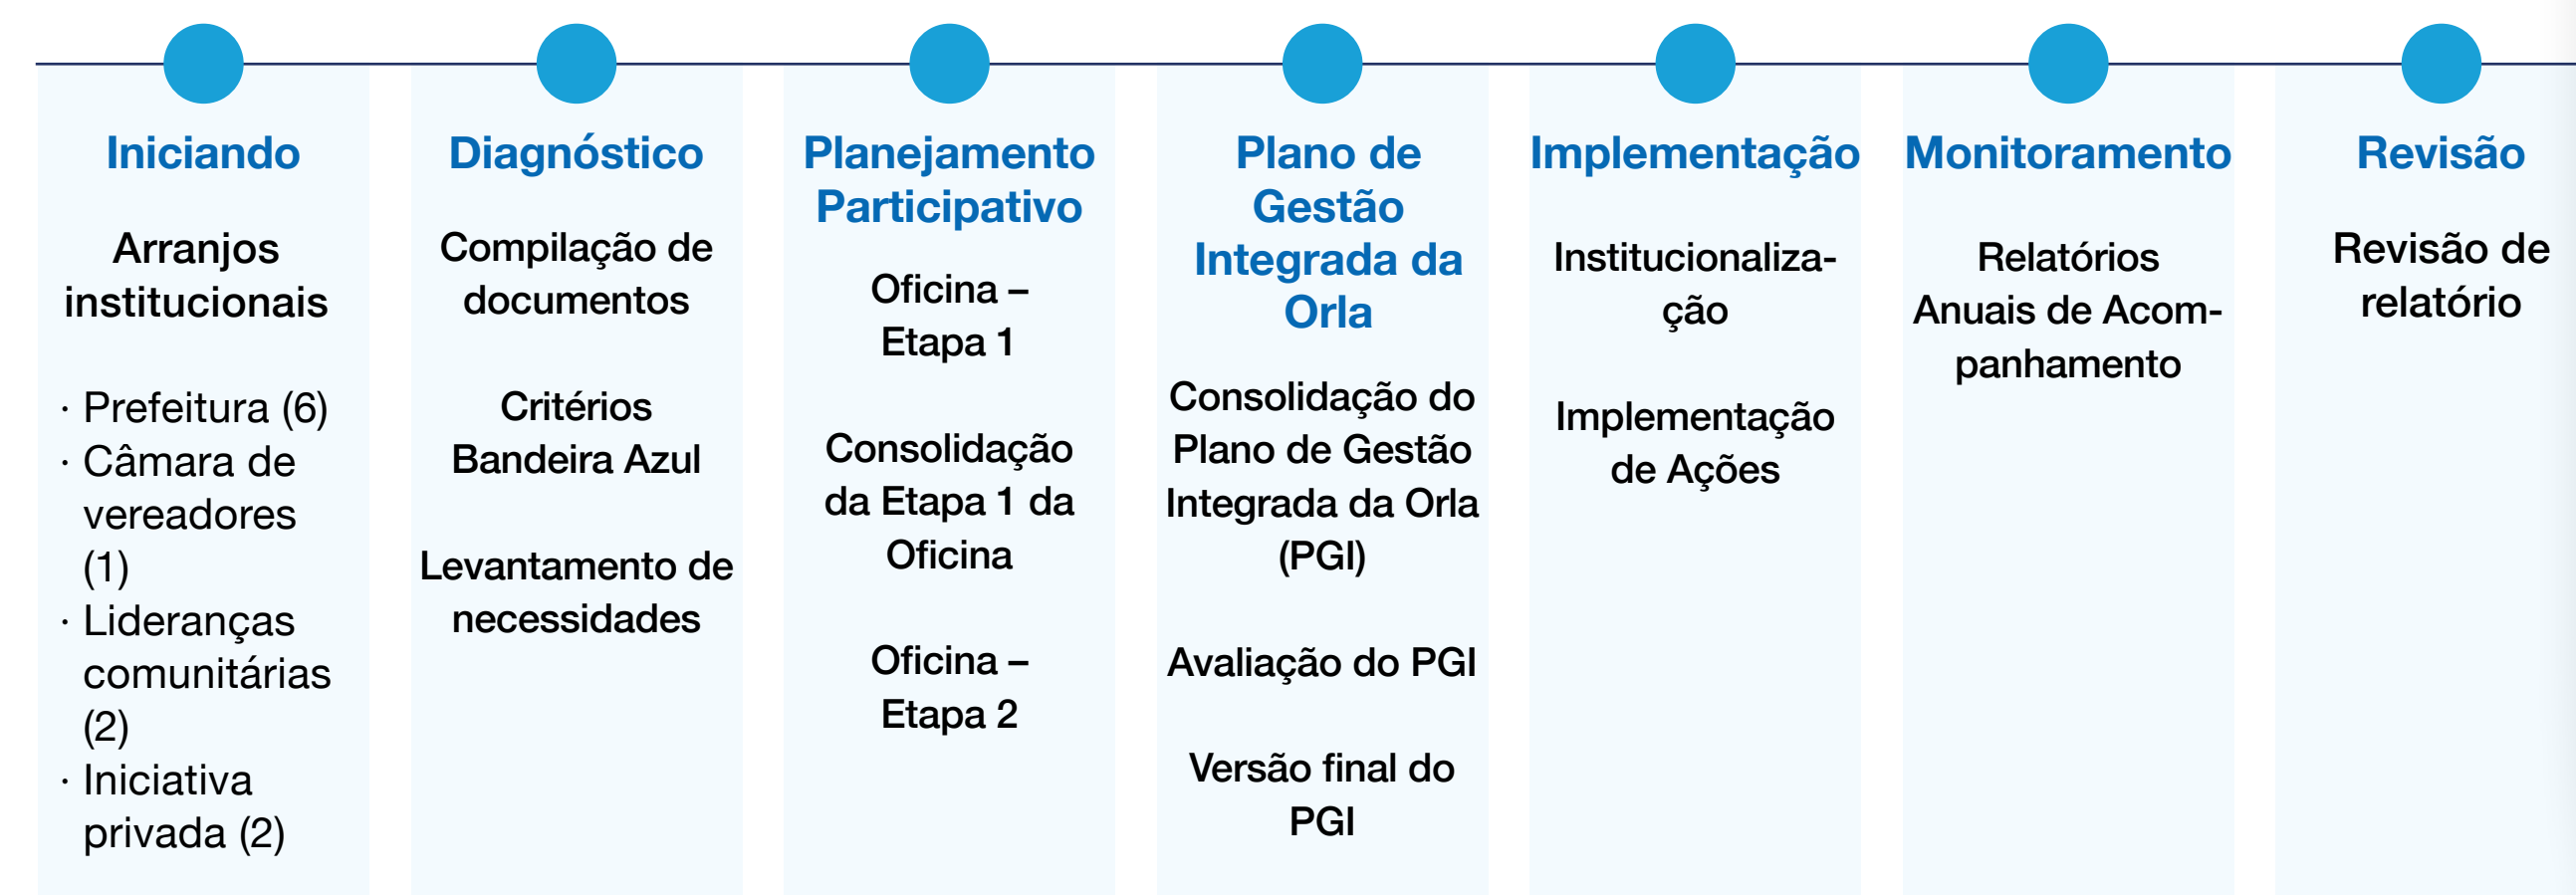 Iniciando
Arranjos
institucionais
· Prefeitura (6)
· Câmara de
vereadores
(1)
· Lideranças
comunitárias
(2)
· Iniciativa
privada (2)
Diagnóstico
Compilação de
documentos
Critérios
Bandeira Azul
Levantamento de
necessidades
Planejamento
Participativo
Oficina –
Etapa 1
Consolidação
da Etapa 1 da
Oficina
Oficina –
Etapa 2
Plano de
Gestão
Integrada da
Orla
Consolidação do
Plano de Gestão
Integrada da Orla
(PGI)
Avaliação do PGI
Versão final do
PGI
Implementação
Institucionaliza-
ção
Implementação
de Ações
Monitoramento
Relatórios
Anuais de Acom-
panhamento
Revisão
Revisão de
relatório